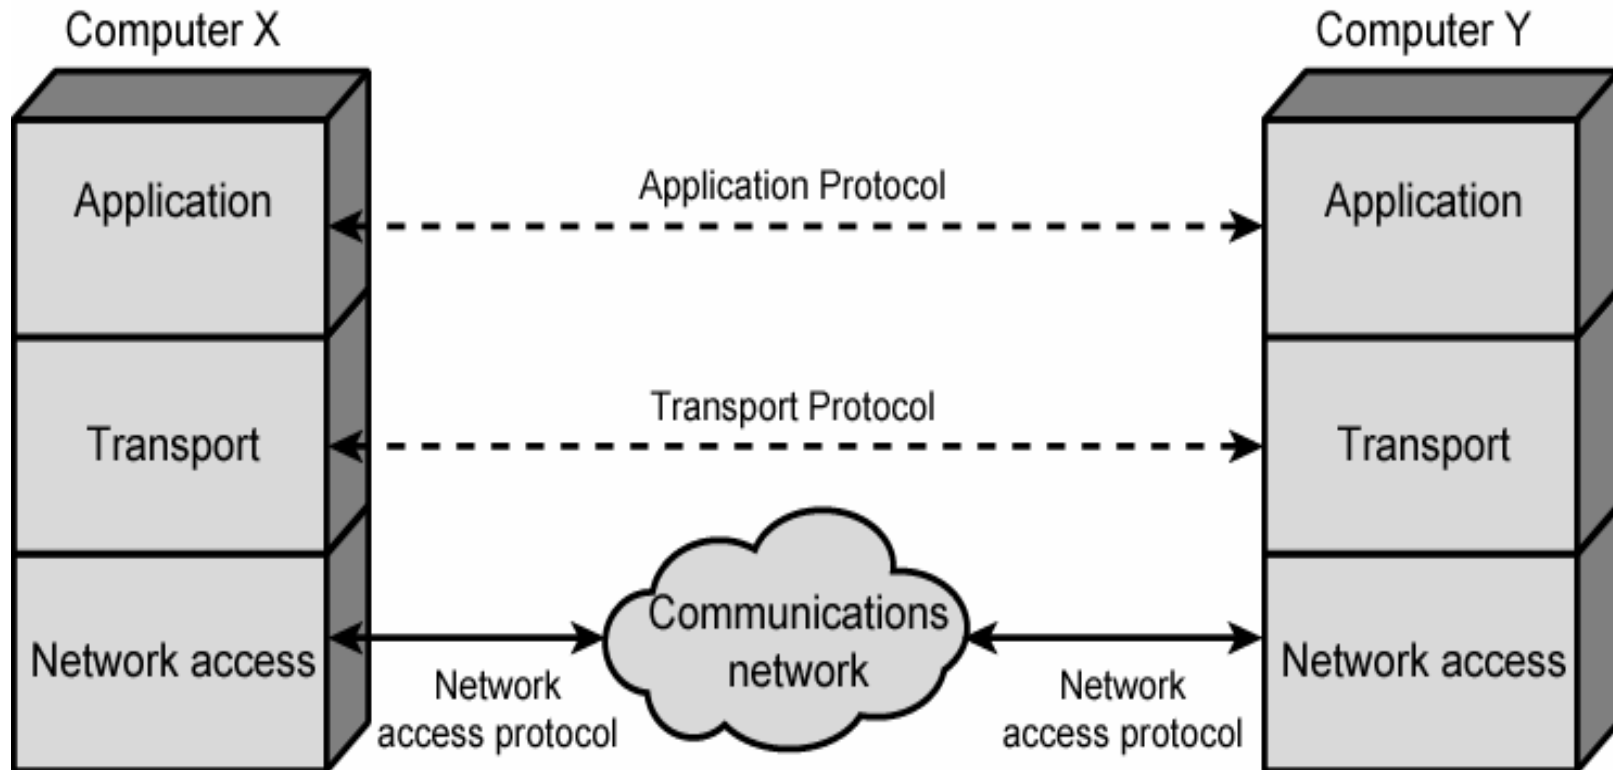 Computer X
Computer Y
Application
Application Protocol
Application
Transport
Transport Protocol
Transport
Network access
Communications
network
Network access
Network
access protocol
Network
access protocol